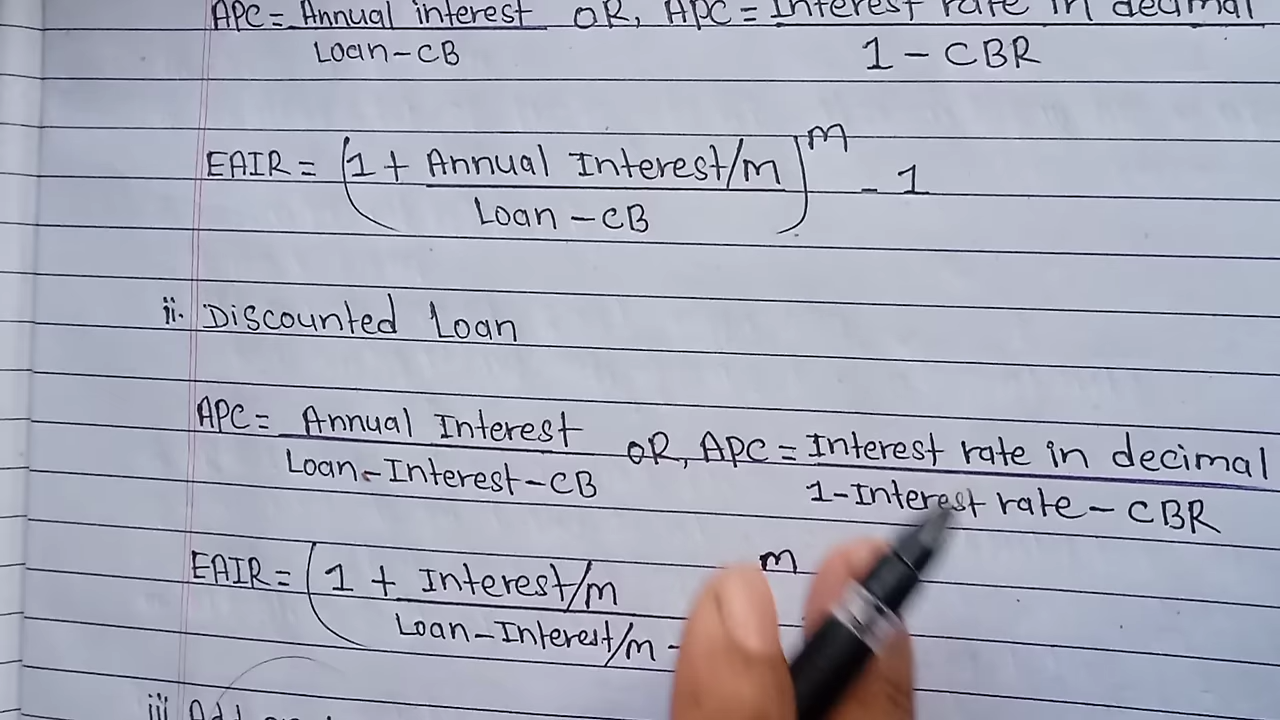 APC = Annual interest / Loan-CB OR, APC = Interest rate in decimal / 1 - CBR
EAIR = (1 + Annual Interest/m / Loan - CB)^m - 1
ii. Discounted Loan
APC = Annual Interest / Loan-Interest-CB OR, APC = Interest rate in decimal / 1-Interest rate - CBR
EAIR = (1 + Interest/m / Loan-Interest/m - m
iii